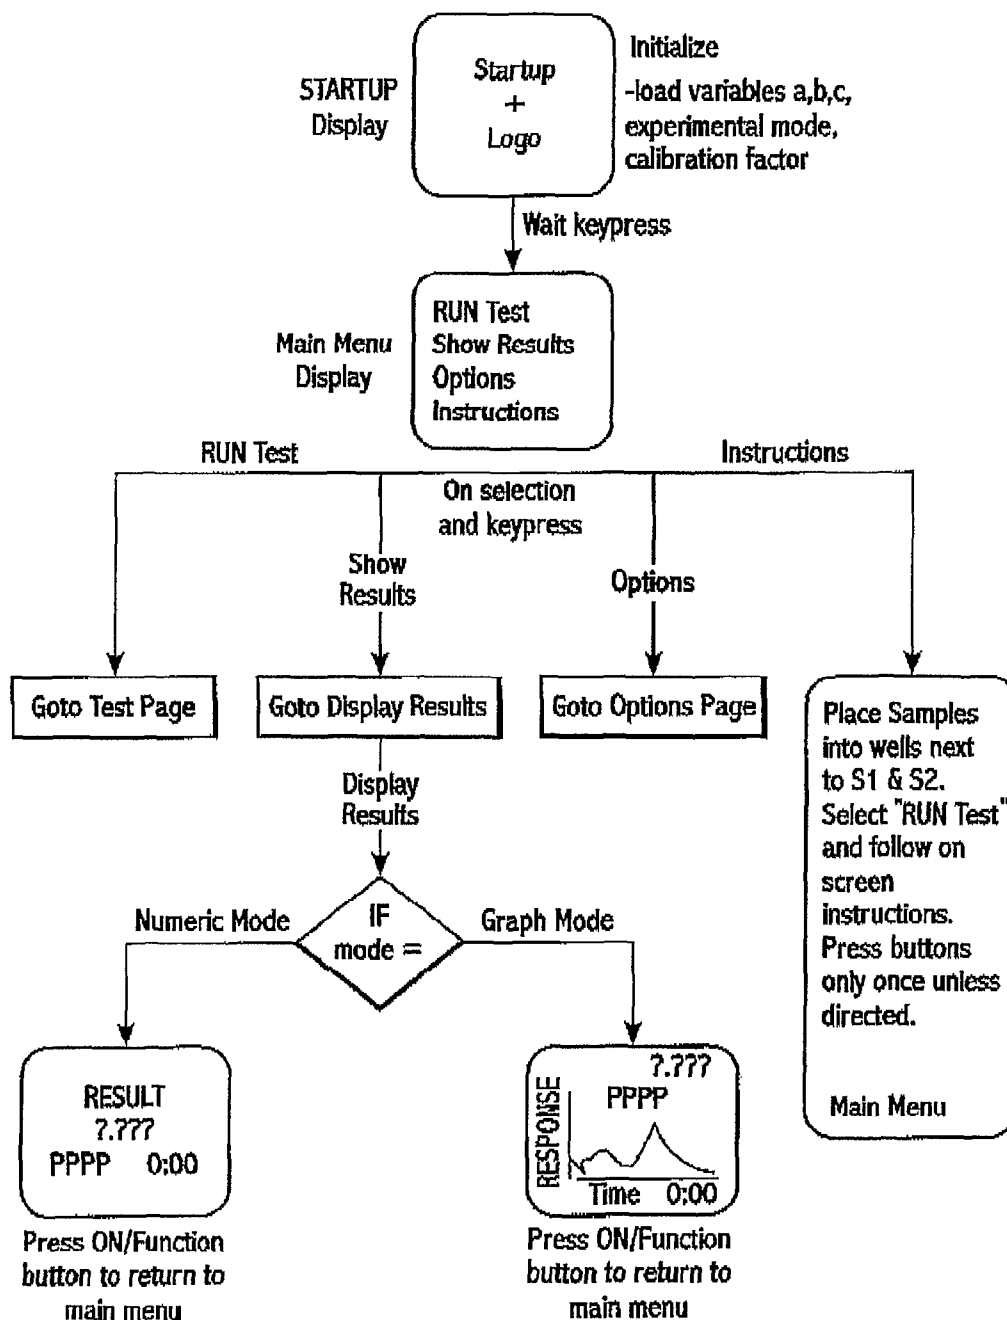 STARTUP
Display
Startup
+
Logo
Initialize
-load variables a,b,c,
experimental mode,
calibration factor
Wait keypress
Main Menu
Display
RUN Test
Show Results
Options
Instructions
RUN Test
Instructions
On selection
and keypress
Show
Results
Options
Goto Test Page
Goto Display Results
Goto Options Page
Place Samples
into wells next
to S1 & S2.
Select "RUN Test"
and follow on
screen
instructions.
Press buttons
only once unless
directed.
Main Menu
Display
Results
IF
mode =
Numeric Mode
Graph Mode
RESULT
?.???
PPPP 0:00
Press ON/Function
button to return to
main menu
?.???
PPPP
RESPONSE
Time 0:00
Press ON/Function
button to return to
main menu